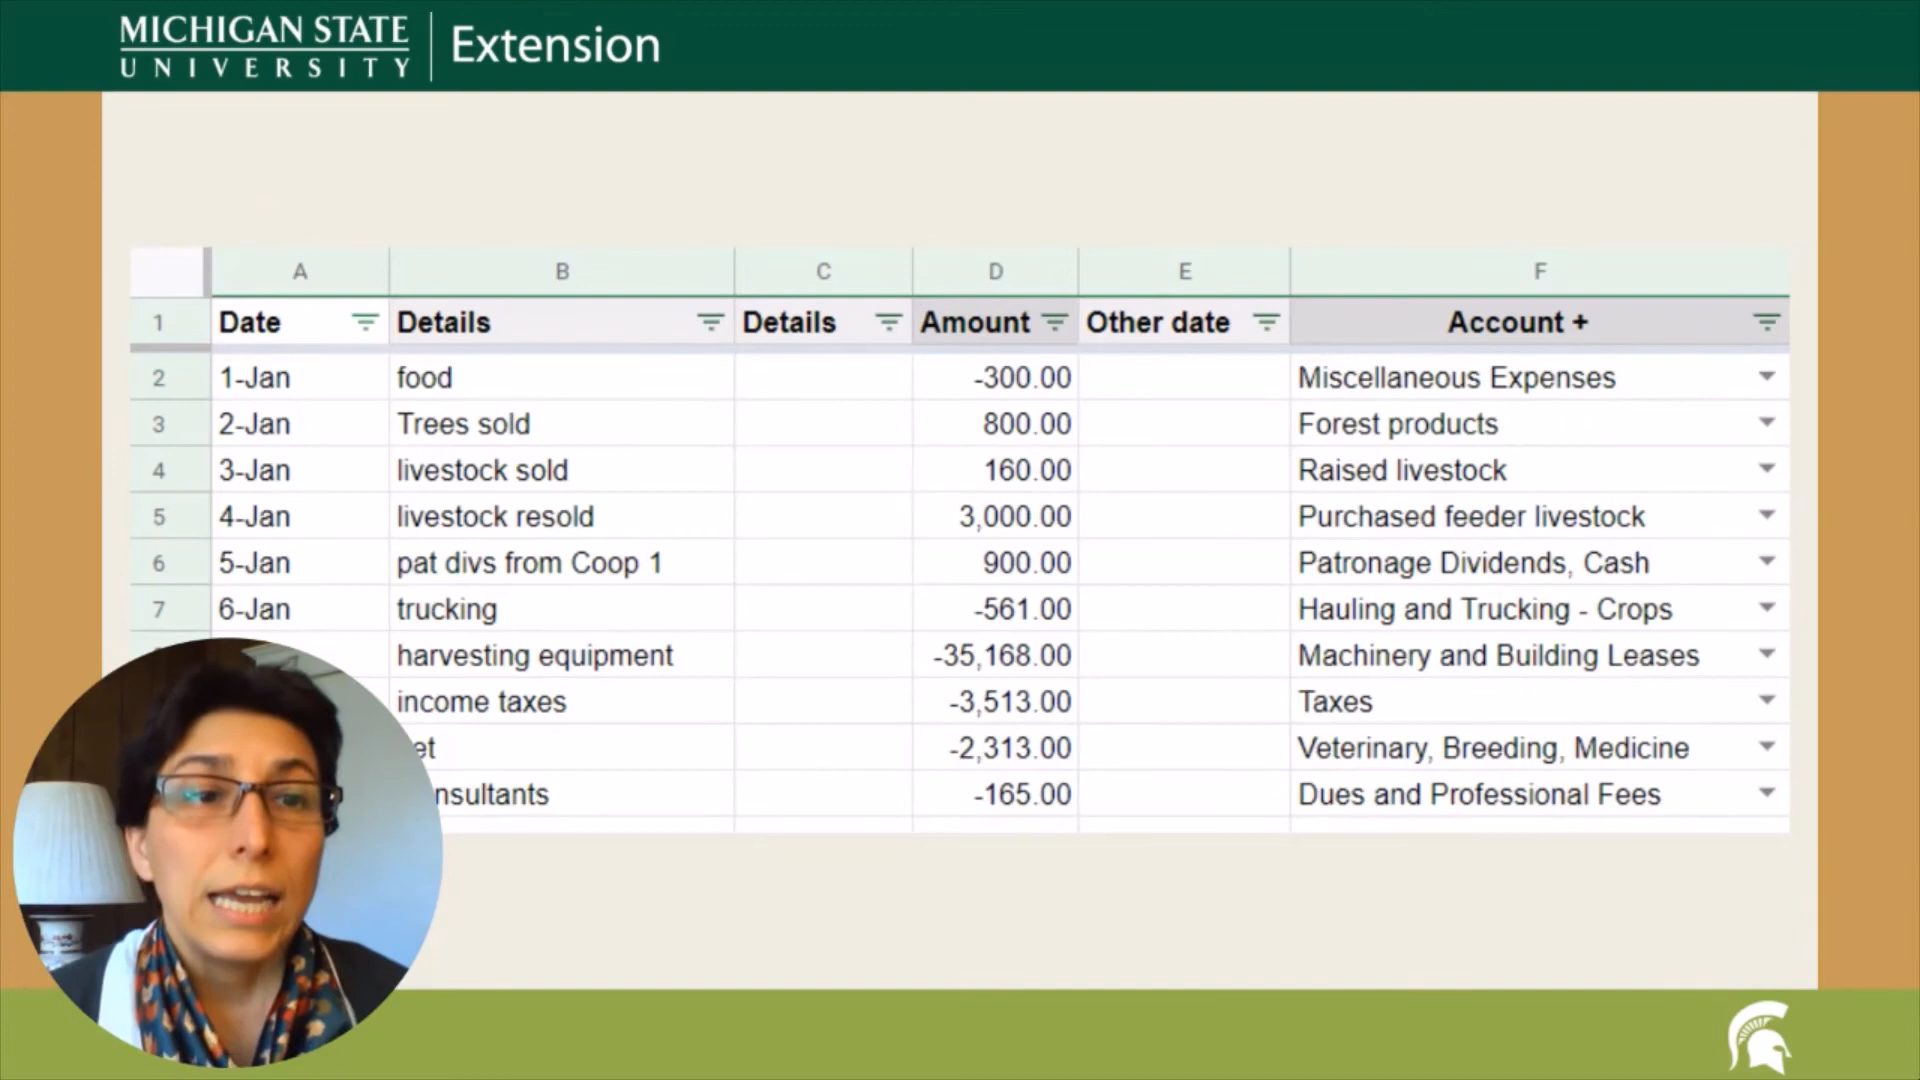 MICHIGAN STATE
UNIVERSITY
Extension
A B C D E F
1 Date Details Details Amount Other date Account +
2 1-Jan food -300.00 Miscellaneous Expenses
3 2-Jan Trees sold 800.00 Forest products
4 3-Jan livestock sold 160.00 Raised livestock
5 4-Jan livestock resold 3,000.00 Purchased feeder livestock
6 5-Jan pat divs from Coop 1 900.00 Patronage Dividends, Cash
7 6-Jan trucking -561.00 Hauling and Trucking - Crops
harvesting equipment -35,168.00 Machinery and Building Leases
income taxes -3,513.00 Taxes
et -2,313.00 Veterinary, Breeding, Medicine
nsultants -165.00 Dues and Professional Fees